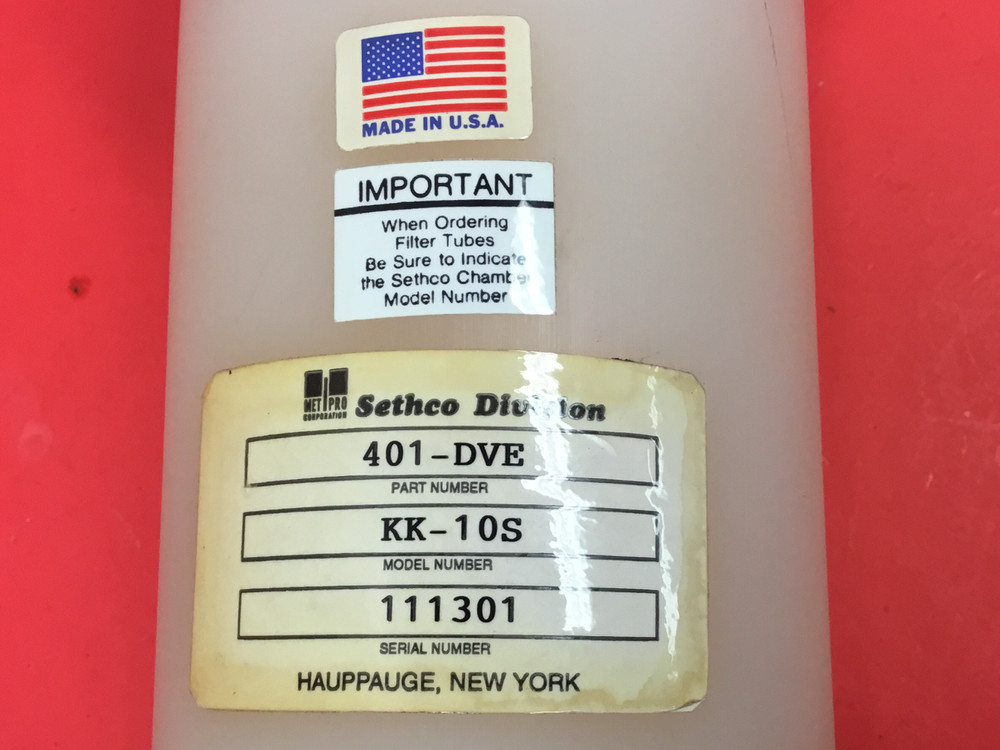 MADE IN U.S.A.
IMPORTANT
When Ordering
Filter Tubes
Be Sure to Indicate
the Sethco Chamber
Model Number
MET PRO
CORPORATION
Sethco Division
401-DVE
PART NUMBER
KK-10S
MODEL NUMBER
111301
SERIAL NUMBER
HAUPPAUGE, NEW YORK